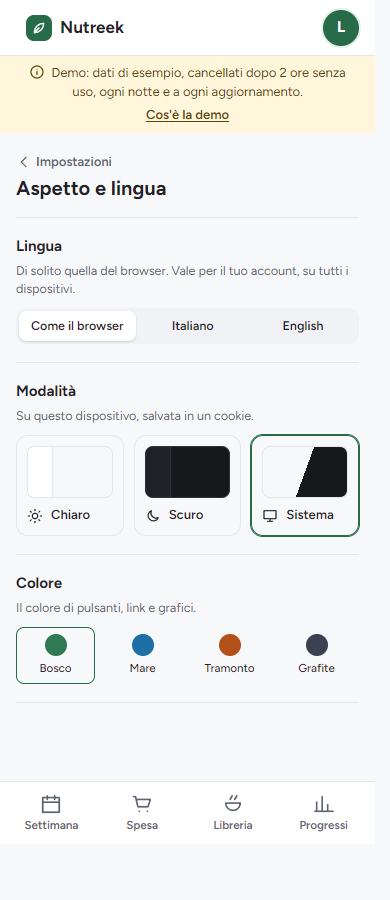 Nutreek
L
Demo: dati di esempio, cancellati dopo 2 ore senza
uso, ogni notte e a ogni aggiornamento.
Cos'è la demo
Impostazioni
Aspetto e lingua
Lingua
Di solito quella del browser. Vale per il tuo account, su tutti i
dispositivi.
Come il browser
Italiano
English
Modalità
Su questo dispositivo, salvata in un cookie.
Chiaro
Scuro
Sistema
Colore
Il colore di pulsanti, link e grafici.
Bosco
Mare
Tramonto
Grafite
Settimana
Spesa
Libreria
Progressi